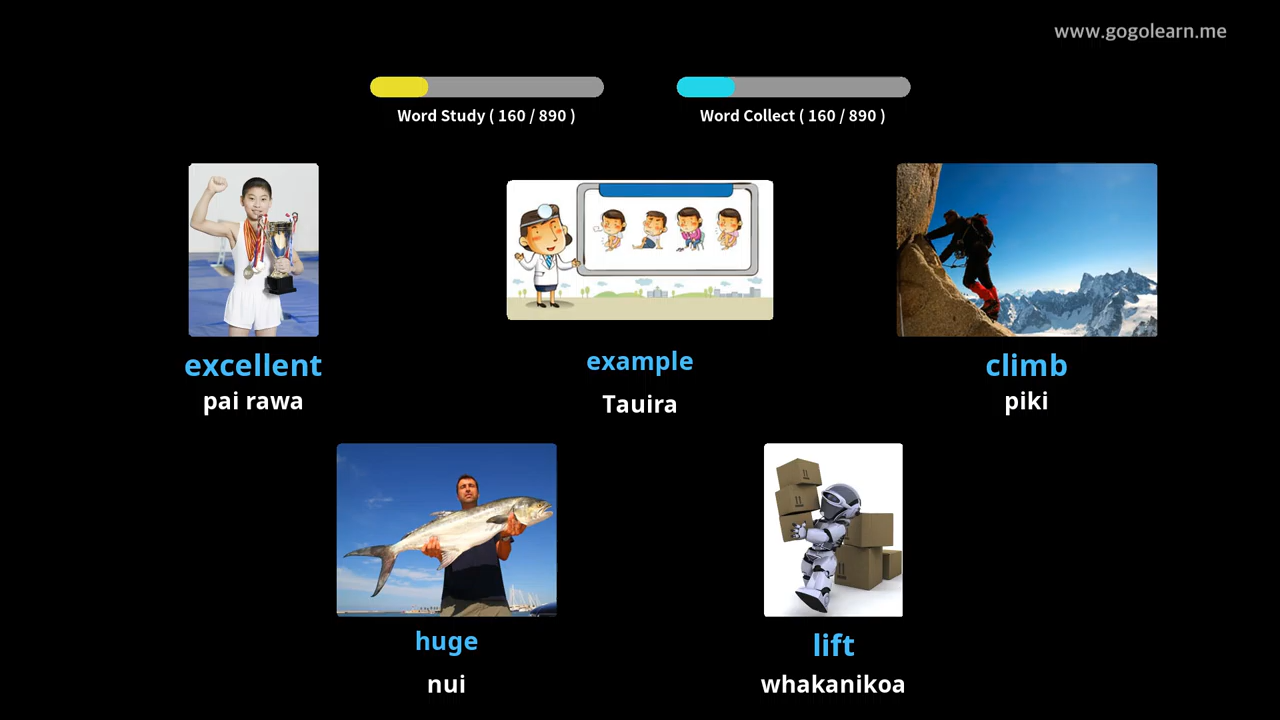 www.gogolearn.me
Word Study ( 160 / 890 )
Word Collect ( 160 / 890 )
excellent
pai rawa
example
Tauira
climb
piki
huge
nui
lift
whakanikoa